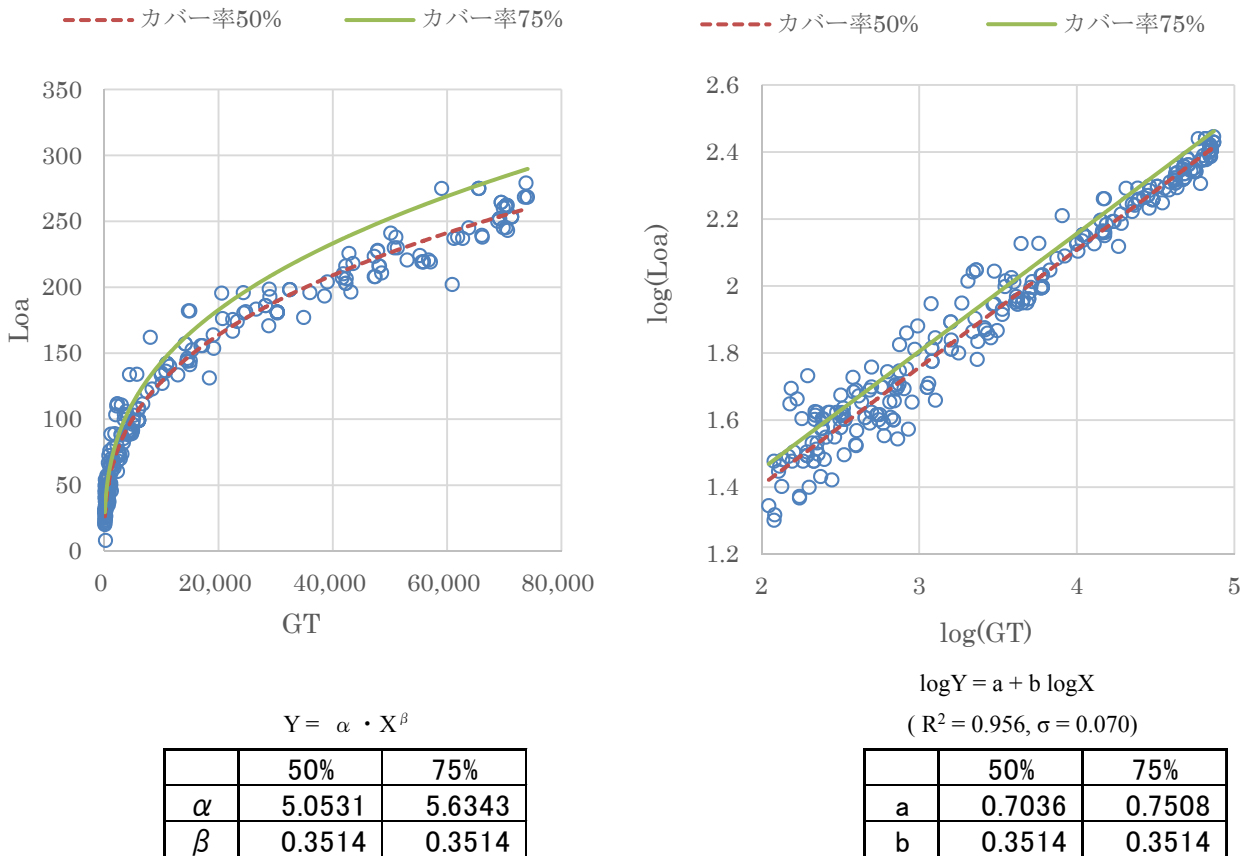 カバー率50% カバー率75%
350
300
250
200
150
100
50
0
Loa
0 20,000 40,000 60,000 80,000
GT
カバー率50% カバー率75%
2.6
2.4
2.2
2
1.8
1.6
1.4
1.2
log(Loa)
2 3 4 5
log(GT)
Y = α ・ X^β
50% 75%
α 5.0531 5.6343
β 0.3514 0.3514
logY = a + b logX
( R² = 0.956, σ = 0.070)
50% 75%
a 0.7036 0.7508
b 0.3514 0.3514